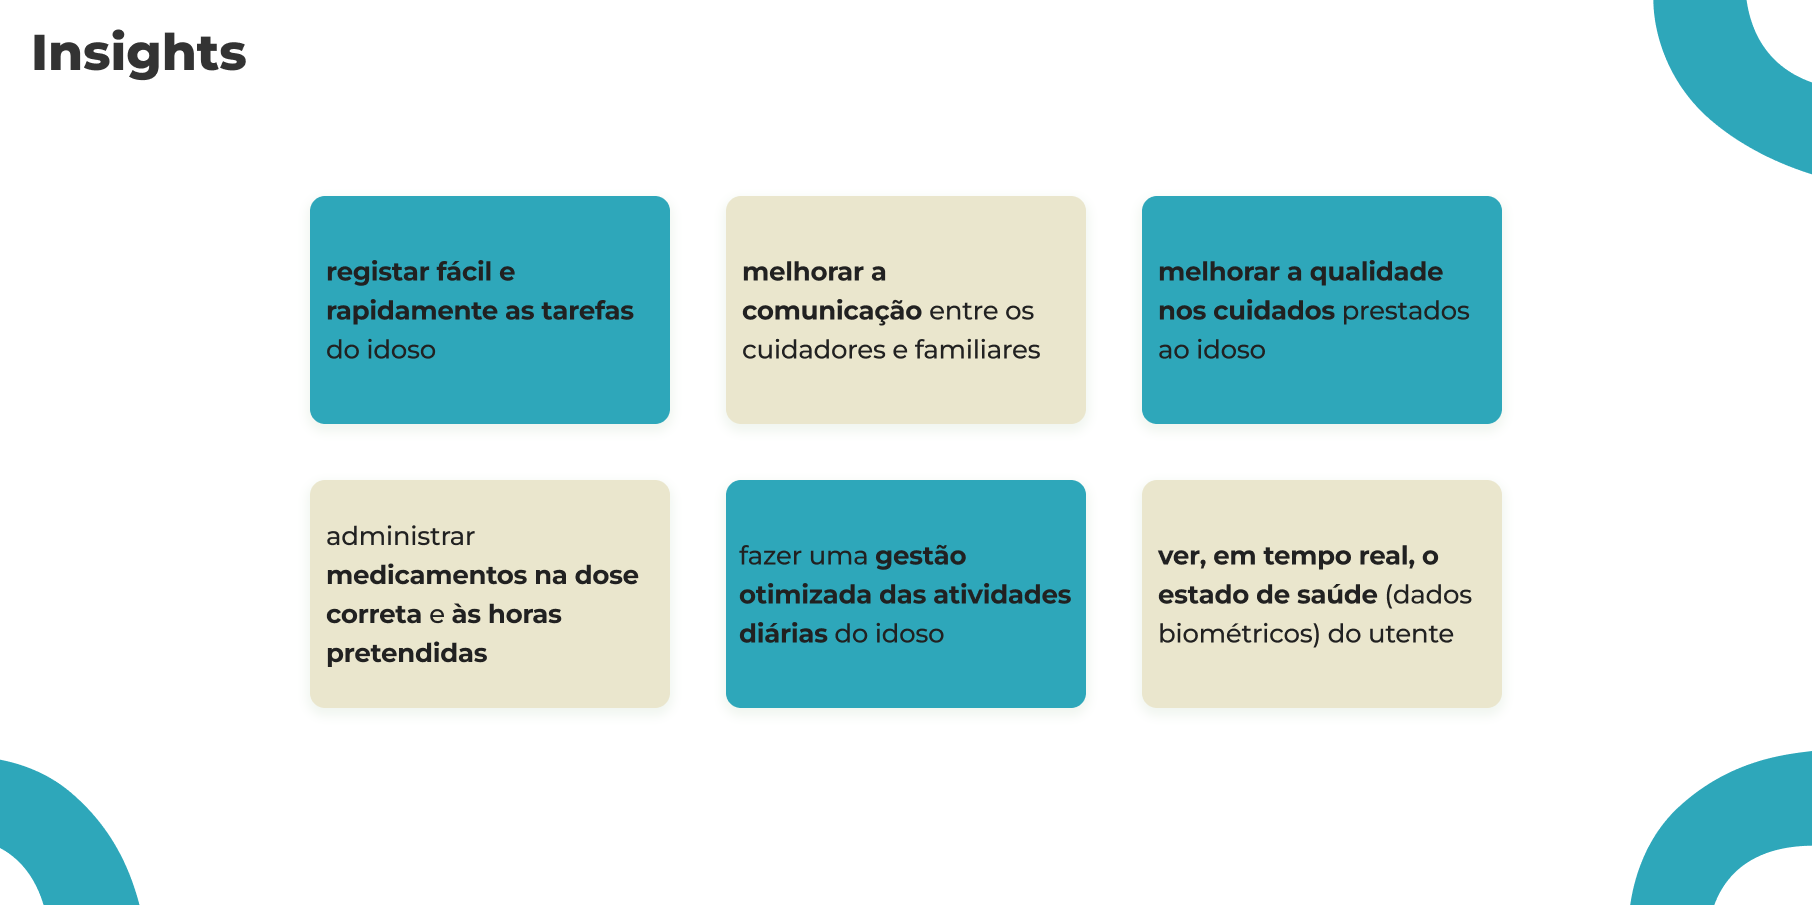 Insights
registar fácil e
rapidamente as tarefas
do idoso
melhorar a
comunicação entre os
cuidadores e familiares
melhorar a qualidade
nos cuidados prestados
ao idoso
administrar
medicamentos na dose
correta e às horas
pretendidas
fazer uma gestão
otimizada das atividades
diárias do idoso
ver, em tempo real, o
estado de saúde (dados
biométricos) do utente